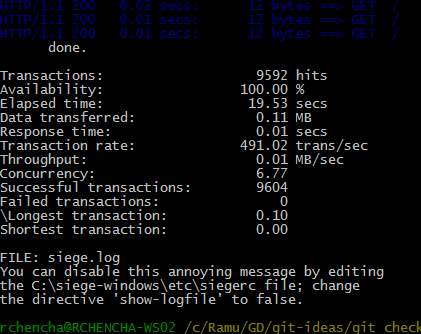 HTTP/1.1 200 0.02 secs: 12 bytes ==> GET /
HTTP/1.1 200 0.01 secs: 12 bytes ==> GET /
HTTP/1.1 200 0.01 secs: 12 bytes ==> GET /
done.
Transactions: 9592 hits
Availability: 100.00 %
Elapsed time: 19.53 secs
Data transferred: 0.11 MB
Response time: 0.01 secs
Transaction rate: 491.02 trans/sec
Throughput: 0.01 MB/sec
Concurrency: 6.77
Successful transactions: 9604
Failed transactions: 0
\Longest transaction: 0.10
Shortest transaction: 0.00
FILE: siege.log
You can disable this annoying message by editing
the C:\siege-windows\etc\siegerc file; change
the directive 'show-logfile' to false.
rchencha@RCHENCHA-WS02 /c/Ramu/GD/git-ideas/git_check